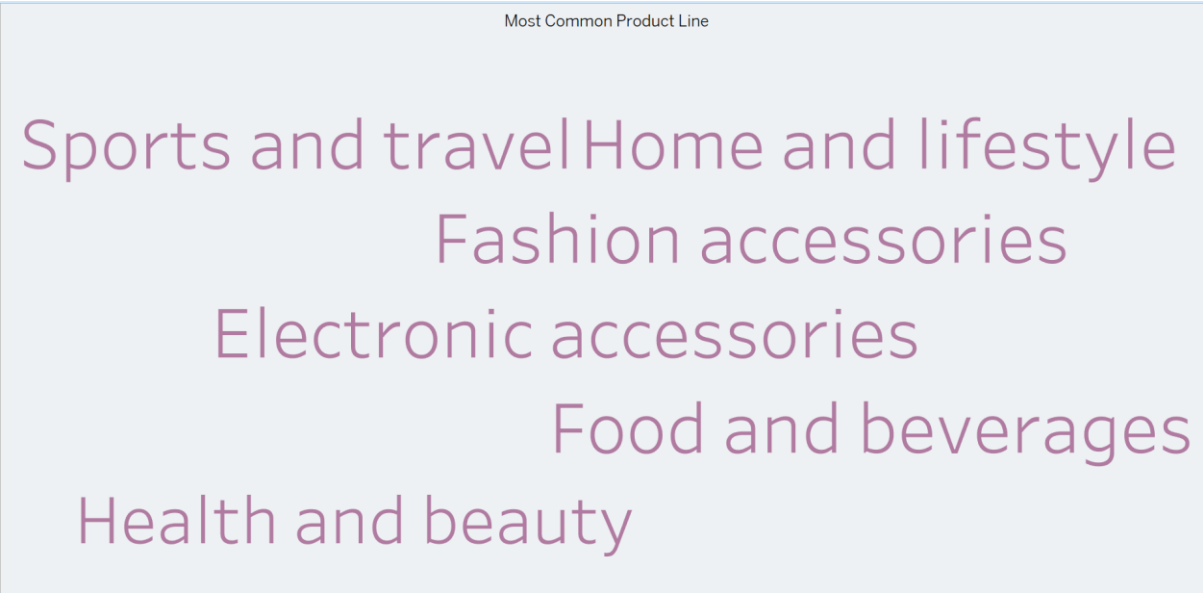 Most Common Product Line
Sports and travel Home and lifestyle
Fashion accessories
Electronic accessories
Food and beverages
Health and beauty